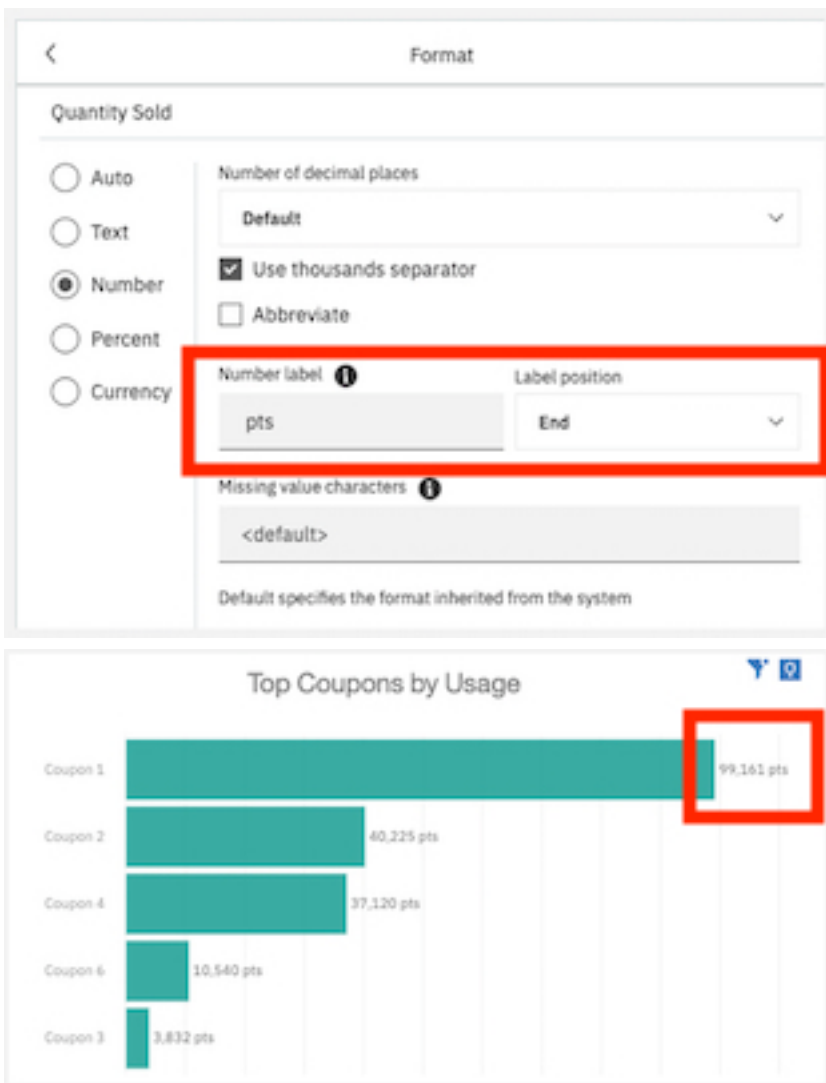 Format
Quantity Sold
Auto
Text
Number
Percent
Currency
Number of decimal places
Default
Use thousands separator
Abbreviate
Number label
Label position
pts
End
Missing value characters
<default>
Default specifies the format inherited from the system
Top Coupons by Usage
Coupon 1 99,161 pts
Coupon 2 40,225 pts
Coupon 4 37,120 pts
Coupon 6 10,540 pts
Coupon 3 3,832 pts